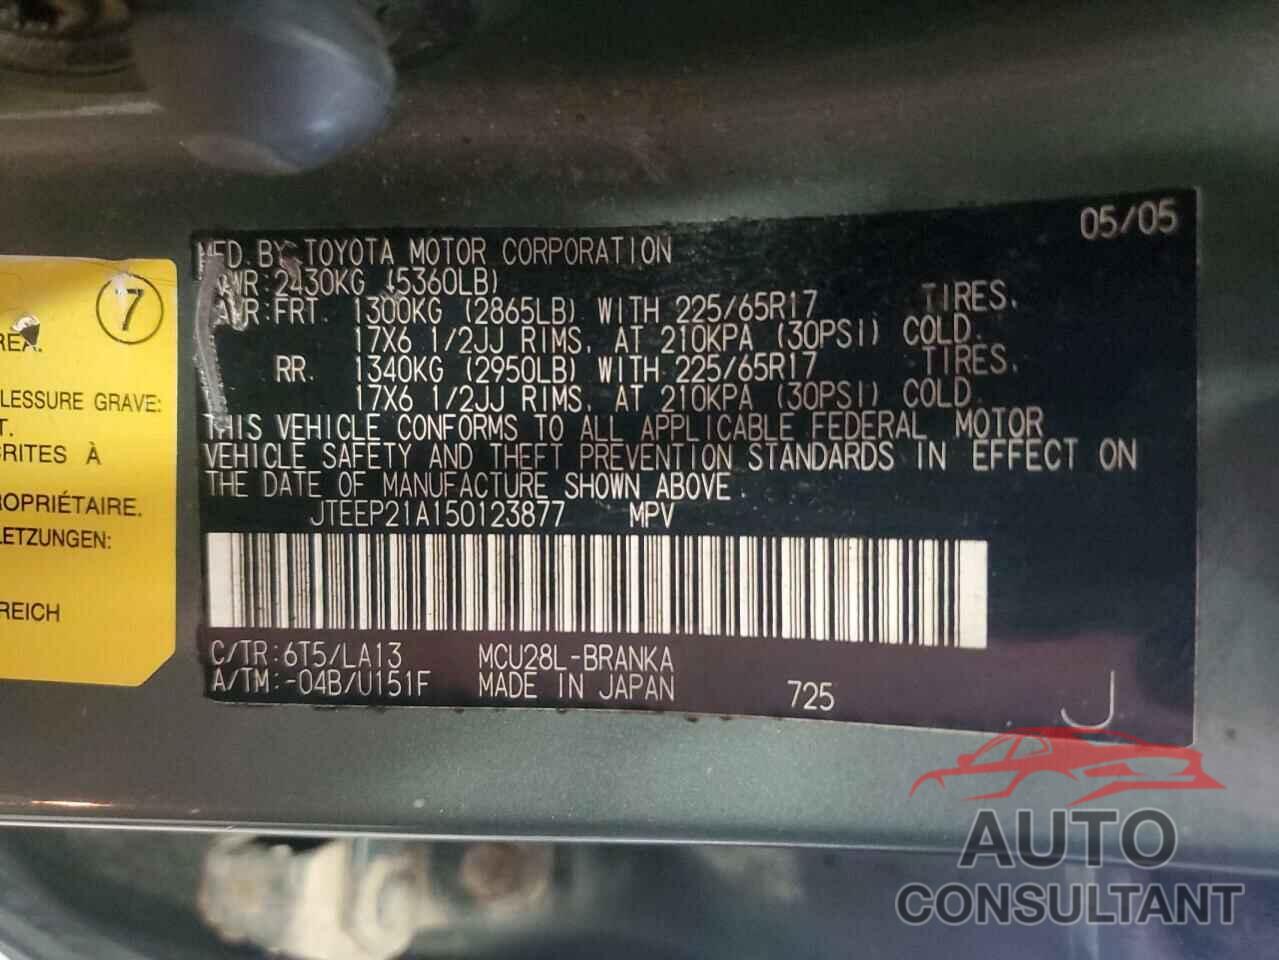 05/05
MFD. BY: TOYOTA MOTOR CORPORATION
GVWR:2430KG (5360LB)
GAWR:FRT. 1300KG (2865LB) WITH 225/65R17 TIRES,
17X6 1/2JJ RIMS, AT 210KPA (30PSI) COLD.
RR. 1340KG (2950LB) WITH 225/65R17 TIRES,
17X6 1/2JJ RIMS, AT 210KPA (30PSI) COLD.
THIS VEHICLE CONFORMS TO ALL APPLICABLE FEDERAL MOTOR
VEHICLE SAFETY AND THEFT PREVENTION STANDARDS IN EFFECT ON
THE DATE OF MANUFACTURE SHOWN ABOVE.
JTEEP21A150123877 MPV
C/TR:6T5/LA13 MCU28L-BRANKA
A/TM:-04B/U151F MADE IN JAPAN 725 J
7
LESSURE GRAVE:
T.
CRITES À
ROPRIÉTAIRE.
LETZUNGEN:
REICH
AUTO
CONSULTANT